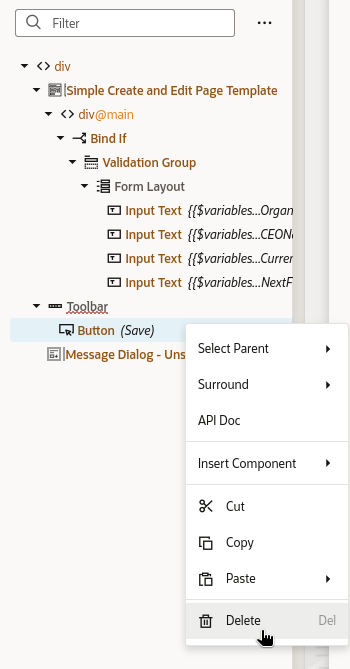 Filter
div
Simple Create and Edit Page Template
div@main
Bind If
Validation Group
Form Layout
Input Text {{$variables...Organ
Input Text {{$variables...CEON
Input Text {{$variables...Currer
Input Text {{$variables...NextF
Toolbar
Button (Save)
Message Dialog - Uns
Select Parent
Surround
API Doc
Insert Component
Cut
Copy
Paste
Delete Del